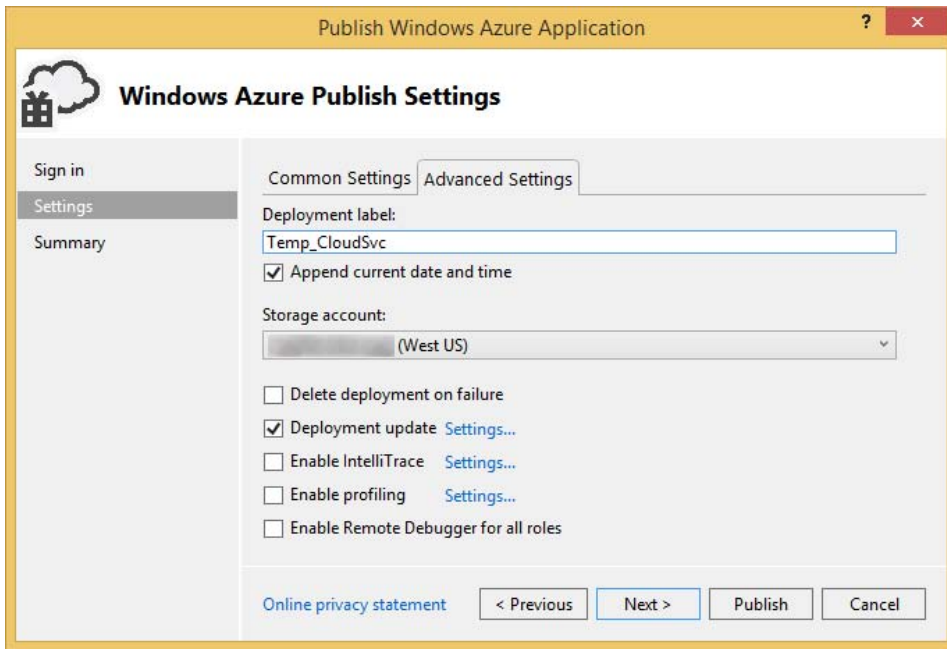 Publish Windows Azure Application
?
Windows Azure Publish Settings
Sign in
Settings
Summary
Common Settings Advanced Settings
Deployment label:
Temp_CloudSvc
Append current date and time
Storage account:
(West US)
Delete deployment on failure
Deployment update Settings...
Enable IntelliTrace Settings...
Enable profiling Settings...
Enable Remote Debugger for all roles
Online privacy statement < Previous Next > Publish Cancel